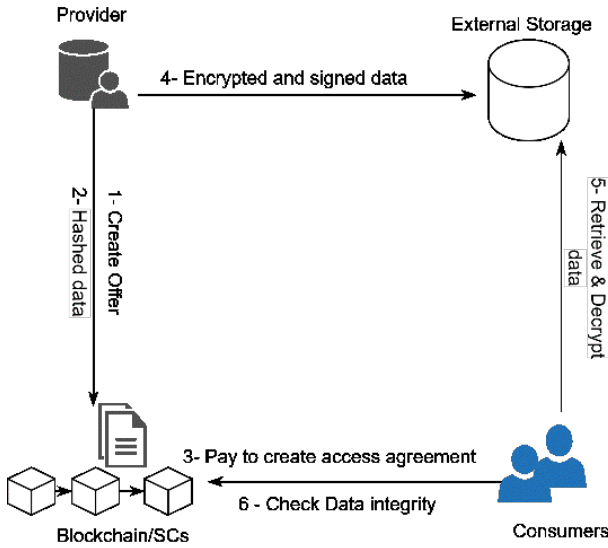 Provider
External Storage
4- Encrypted and signed data
1- Create Offer
2- Hashed data
5- Retrieve & Decrypt
data
3- Pay to create access agreement
6 - Check Data integrity
Blockchain/SCs
Consumers